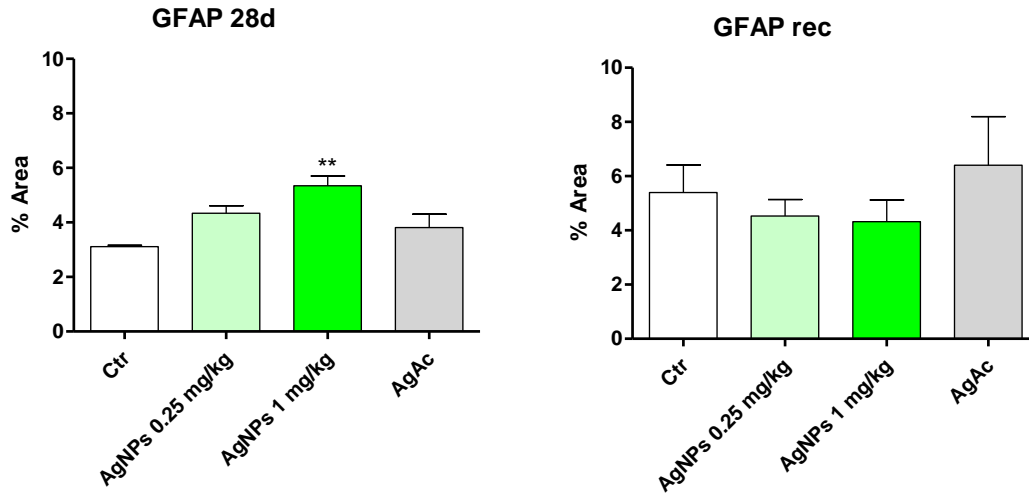 GFAP 28d
% Area
10
8
6
4
2
0
**
Ctr
AgNPs 0.25 mg/kg
AgNPs 1 mg/kg
AgAc
GFAP rec
% Area
10
8
6
4
2
0
Ctr
AgNPs 0.25 mg/kg
AgNPs 1 mg/kg
AgAc